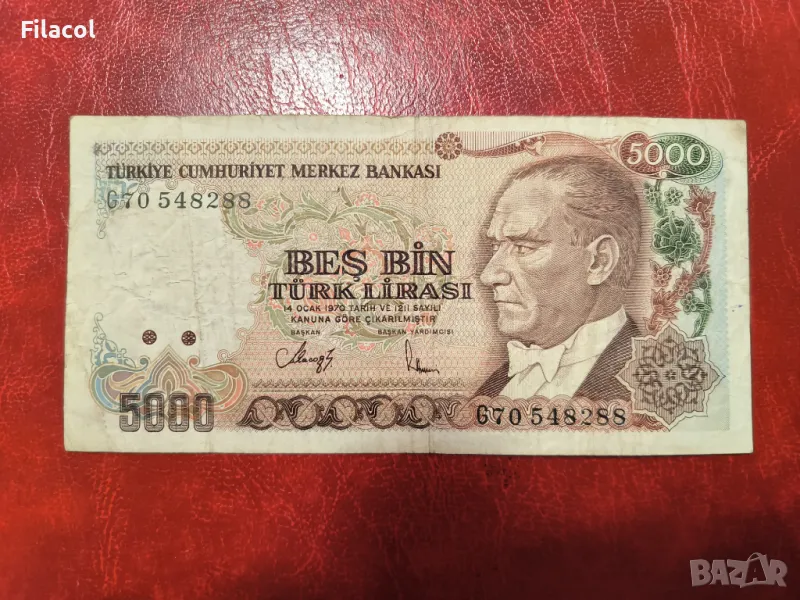 Filacol
5000
TÜRKİYE CUMHURİYET MERKEZ BANKASI
G70 548288
BEŞ BİN
TÜRK LİRASI
14 OCAK 1970 TARİH VE 1211 SAYILI
KANUNA GÖRE ÇIKARILMIŞTIR
BAŞKAN BAŞKAN YARDIMCISI
5000
G70 548288
BAZAR